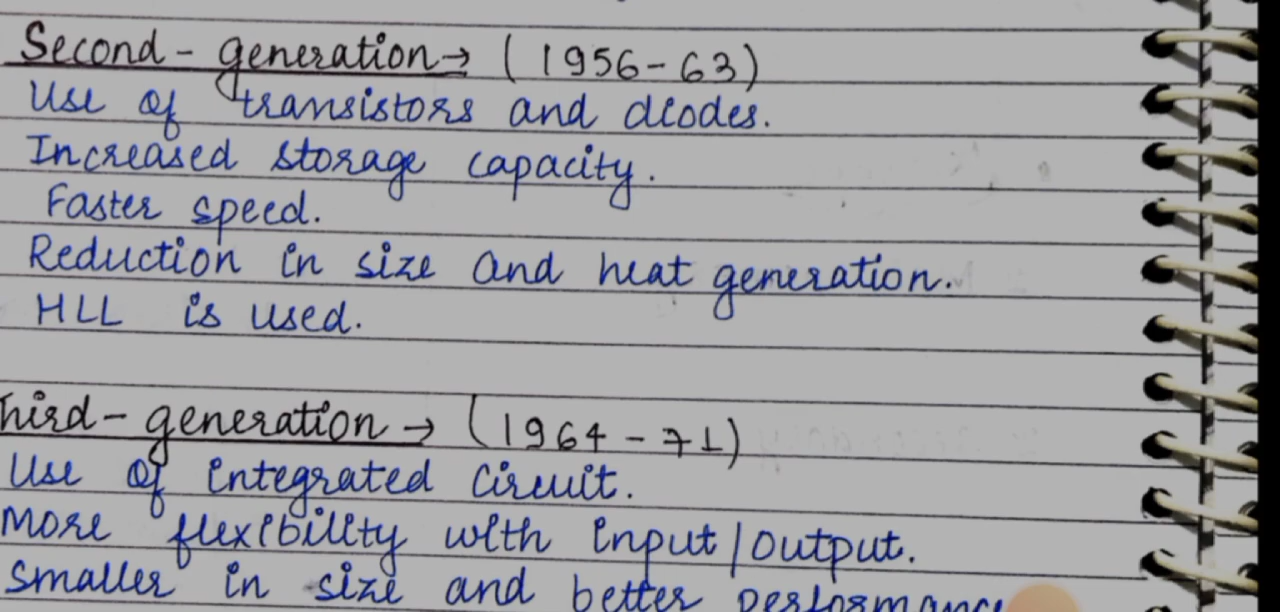 Second-generation→ (1956-63)
Use of transistors and diodes.
Increased storage capacity.
Faster speed.
Reduction in size and heat generation.
HLL is used.
Third-generation → (1964-71)
Use of integrated Circuit.
More flexibility with input/output.
Smaller in size and better performance